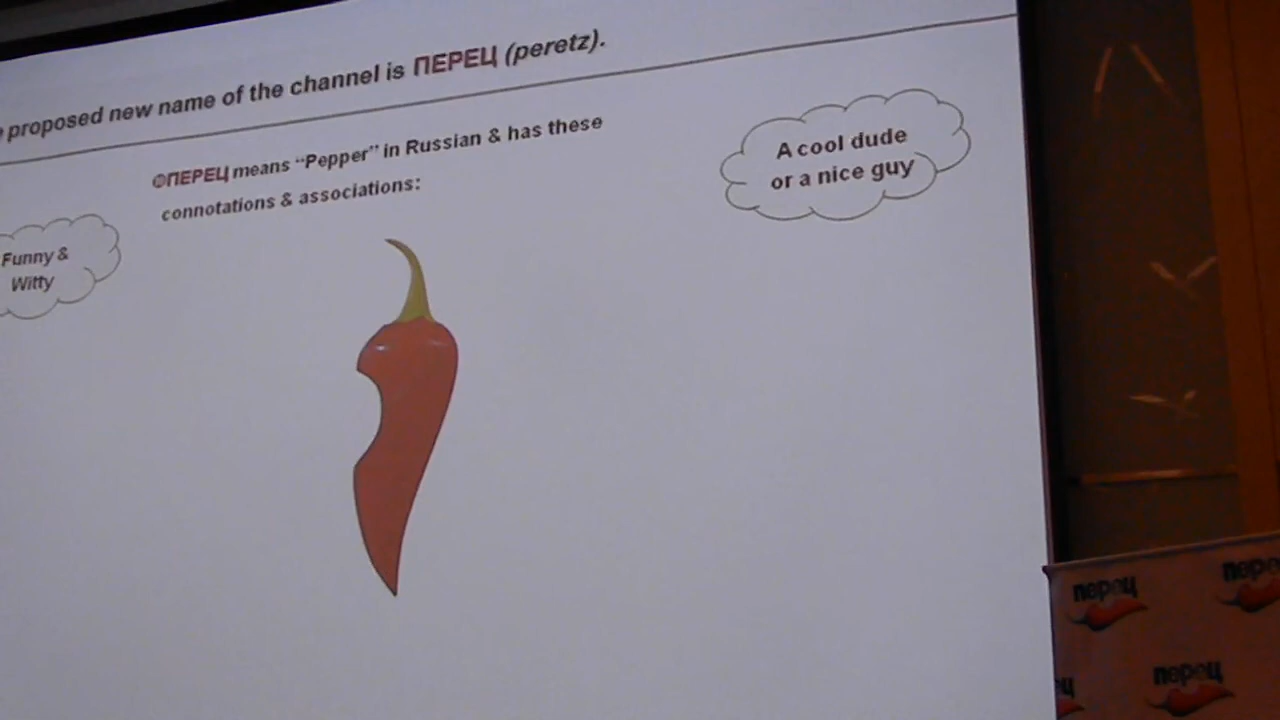 proposed new name of the channel is ПЕРЕЦ (peretz).
ПЕРЕЦ means “Pepper” in Russian & has these
connotations & associations:
A cool dude
or a nice guy
Funny &
Witty
перец
перец
перец